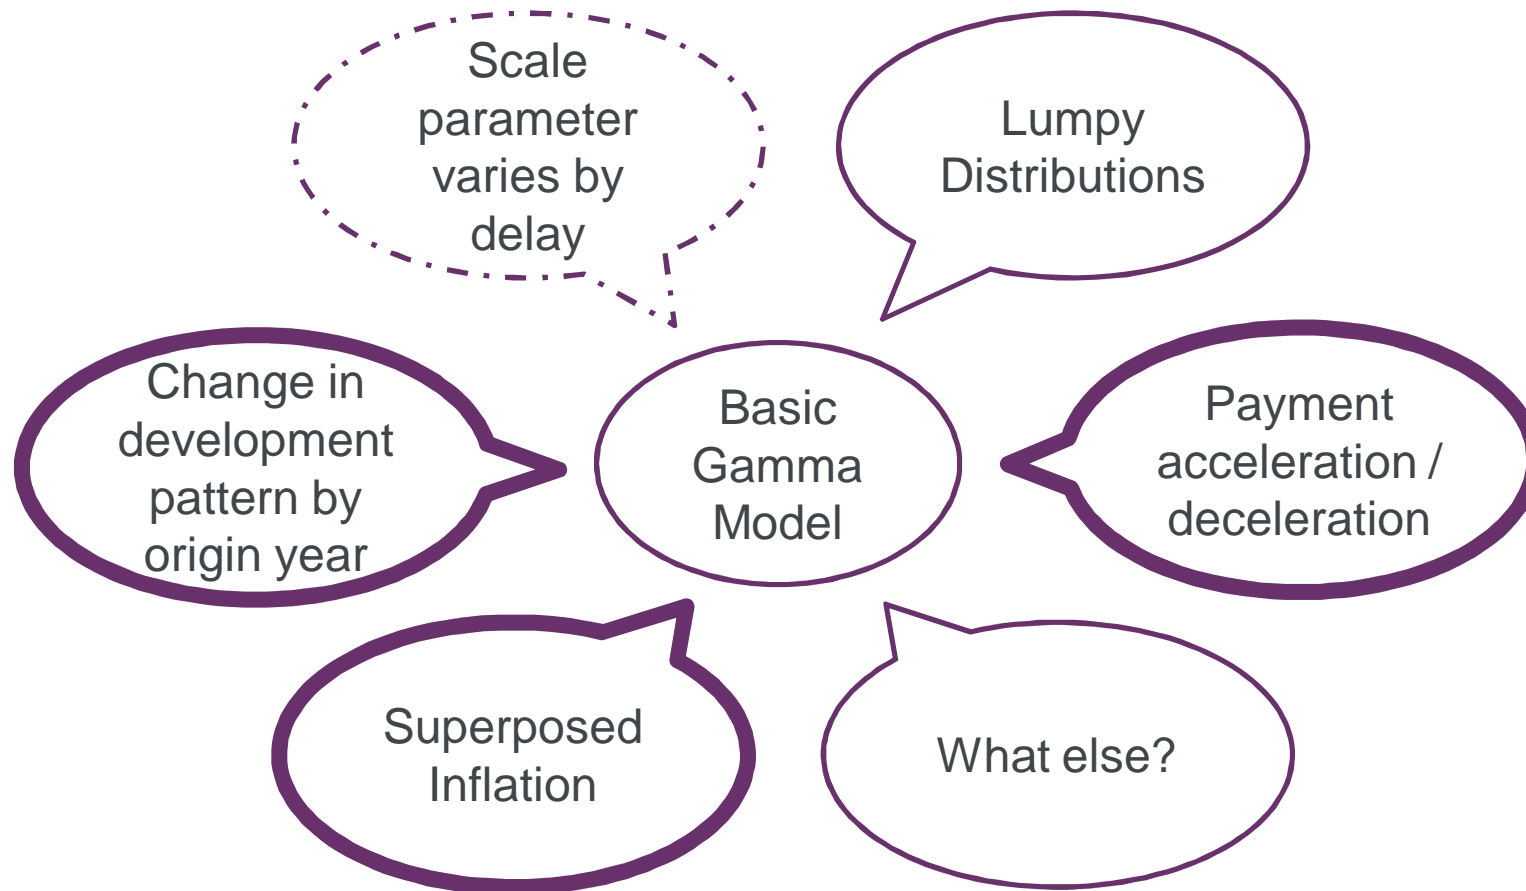 Scale
parameter
varies by
delay
Lumpy
Distributions
Change in
development
pattern by
origin year
Basic
Gamma
Model
Payment
acceleration /
deceleration
Superposed
Inflation
What else?